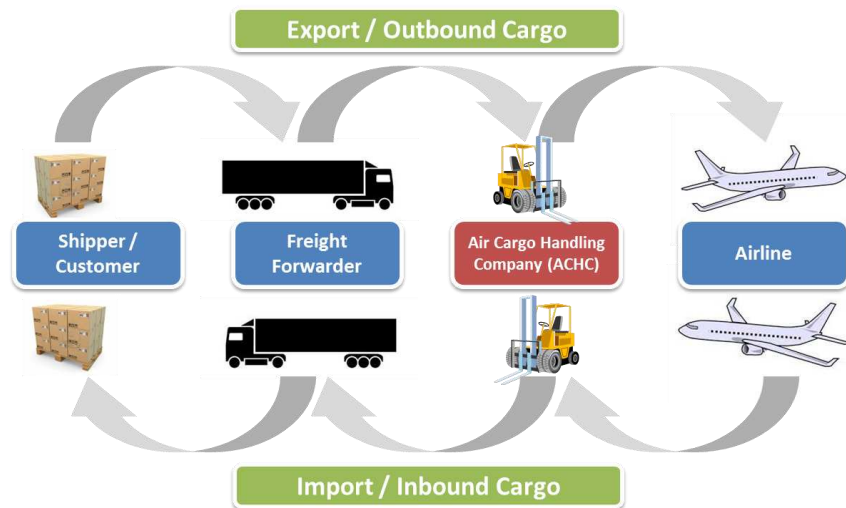 Export / Outbound Cargo
Shipper /
Customer
Freight
Forwarder
Air Cargo Handling
Company (ACHC)
Airline
Import / Inbound Cargo